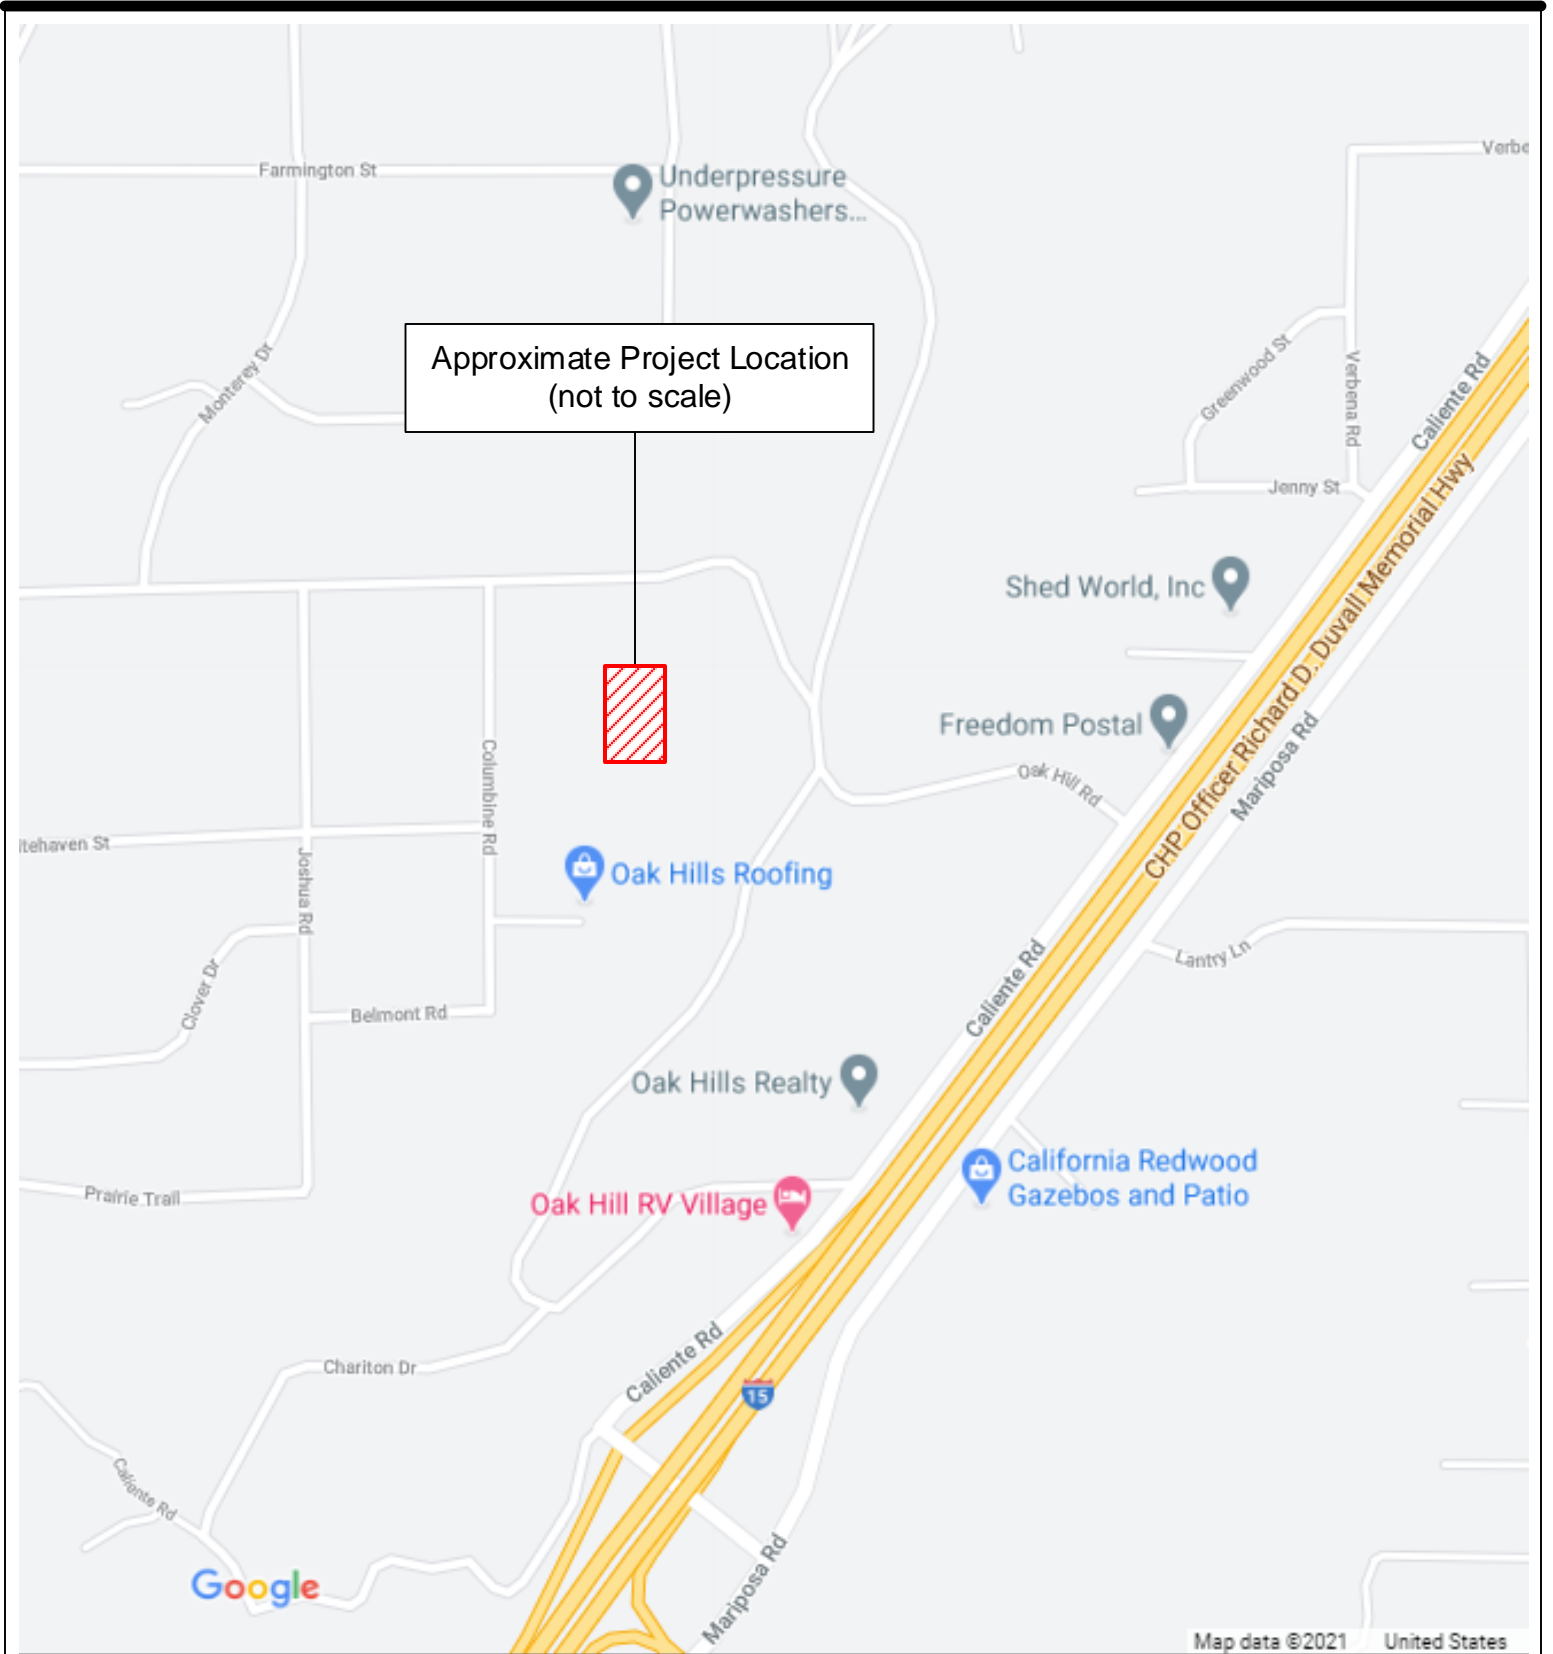 Farmington St
Underpressure
Powerwashers...
Verbe
Approximate Project Location
(not to scale)
Monterey Dr
Greenwood St
Verbena Rd
Caliente Rd
Jenny St
CHP Officer Richard D. Duvall Memorial Hwy
Shed World, Inc
Freedom Postal
Mariposa Rd
Oak Hill Rd
Columbine Rd
itehaven St
Joshua Rd
Oak Hills Roofing
Clover Dr
Caliente Rd
Lantry Ln
Belmont Rd
Oak Hills Realty
Prairie Trail
Oak Hill RV Village
California Redwood
Gazebos and Patio
Chariton Dr
Caliente Rd
15
Caliente Rd
Mariposa Rd
Google
Map data ©2021
United States